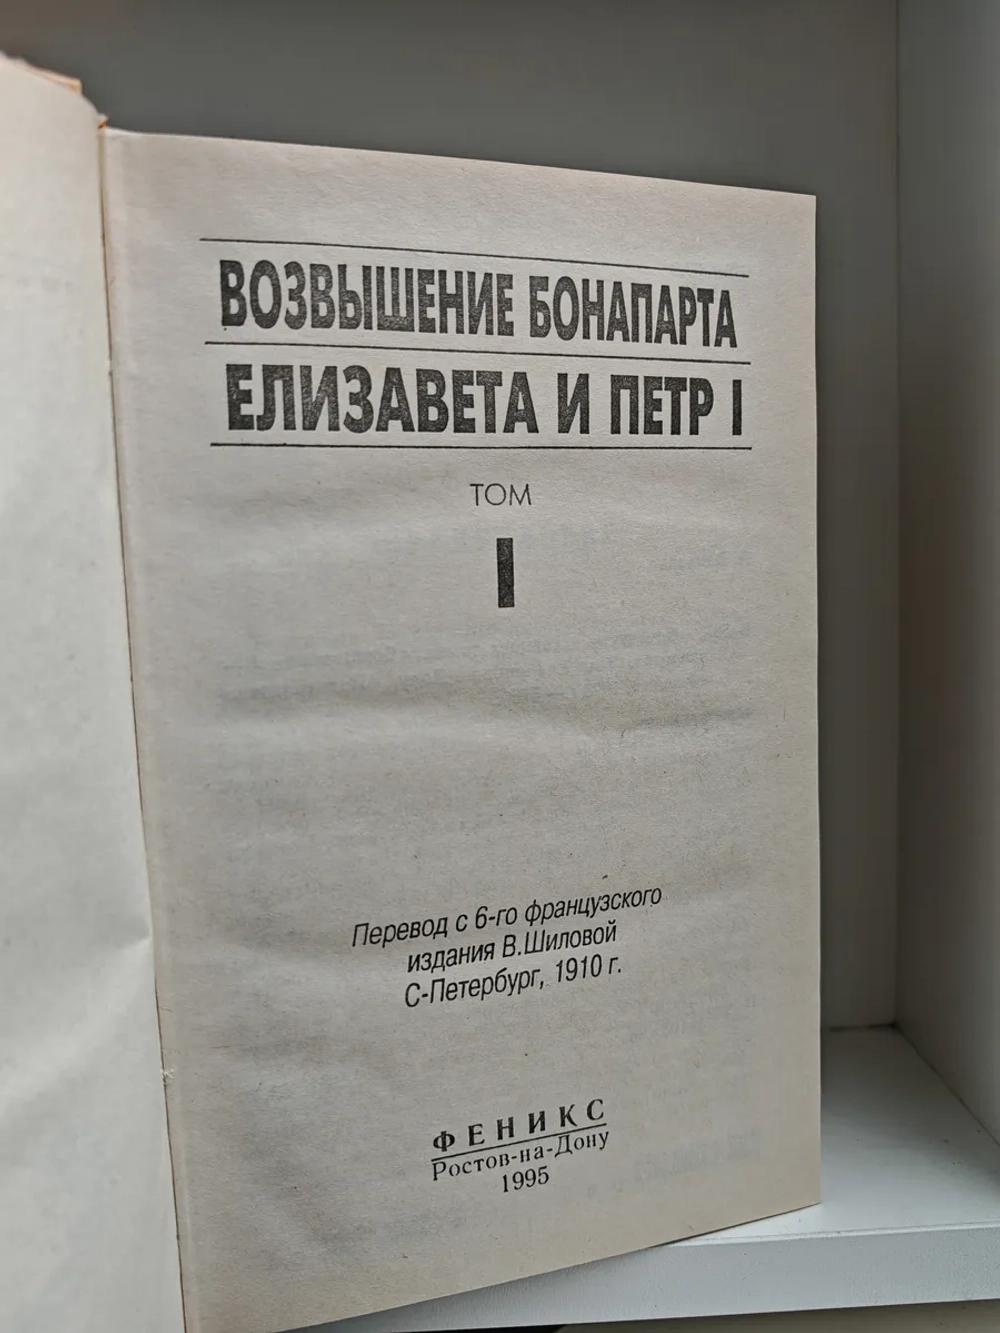 ВОЗВЫШЕНИЕ БОНАПАРТА
ЕЛИЗАВЕТА И ПЕТР I
ТОМ
I
Перевод с 6-го французского
издания В.Шиловой
С-Петербург, 1910 г.
ФЕНИКС
Ростов-на-Дону
1995